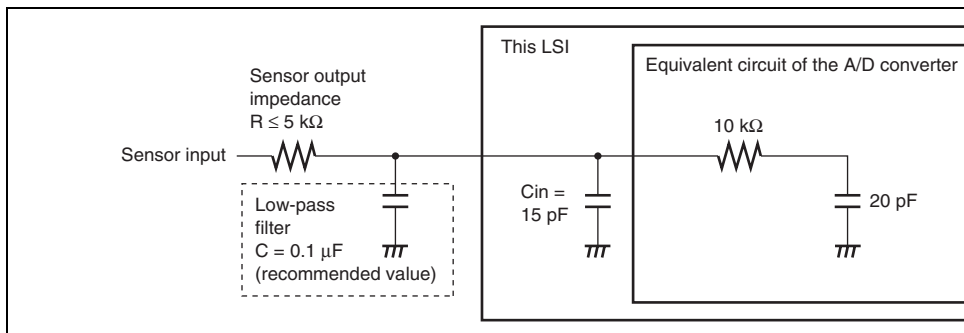 This LSI
Equivalent circuit of the A/D converter
Sensor output
impedance
R ≤ 5 kΩ
10 kΩ
Sensor input
Low-pass
filter
C = 0.1 μF
(recommended value)
Cin =
15 pF
20 pF